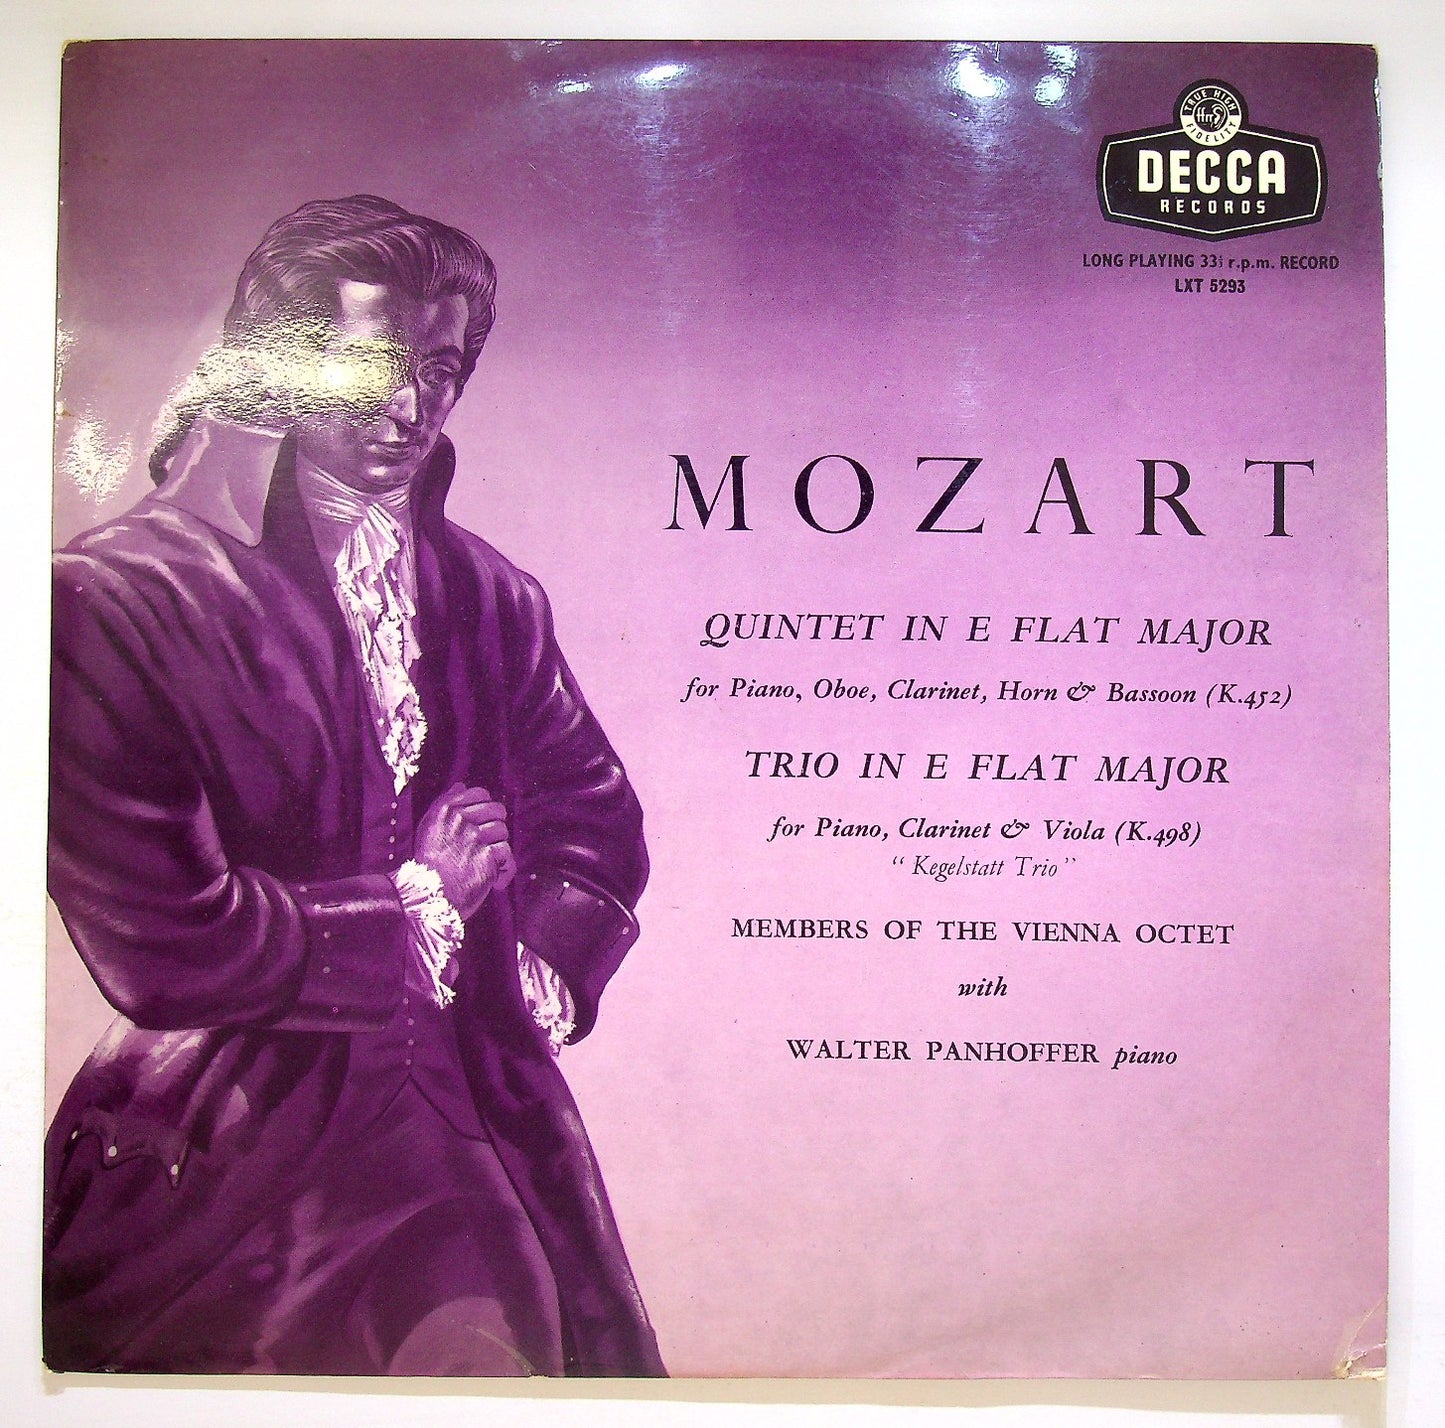 TRUE HIGH FIDELITY
ffrr
DECCA
RECORDS
LONG PLAYING 33⅓ r.p.m. RECORD
LXT 5293
MOZART
QUINTET IN E FLAT MAJOR
for Piano, Oboe, Clarinet, Horn & Bassoon (K.452)
TRIO IN E FLAT MAJOR
for Piano, Clarinet & Viola (K.498)
“ Kegelstatt Trio ”
MEMBERS OF THE VIENNA OCTET
with
WALTER PANHOFFER piano